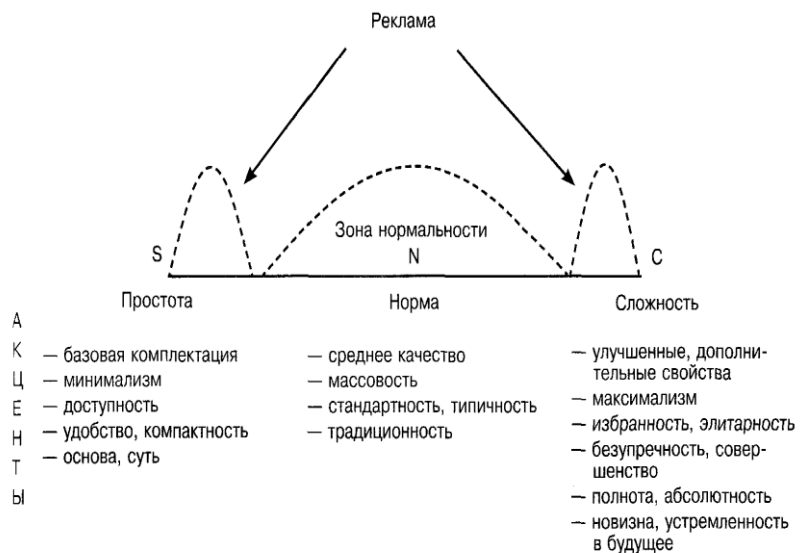 Реклама
Зона нормальности
S
N
C
Простота
Норма
Сложность
АКЦЕНТЫ
— базовая комплектация
— минимализм
— доступность
— удобство, компактность
— основа, суть
— среднее качество
— массовость
— стандартность, типичность
— традиционность
— улучшенные, дополни-
тельные свойства
— максимализм
— избранность, элитарность
— безупречность, совер-
шенство
— полнота, абсолютность
— новизна, устремленность
в будущее